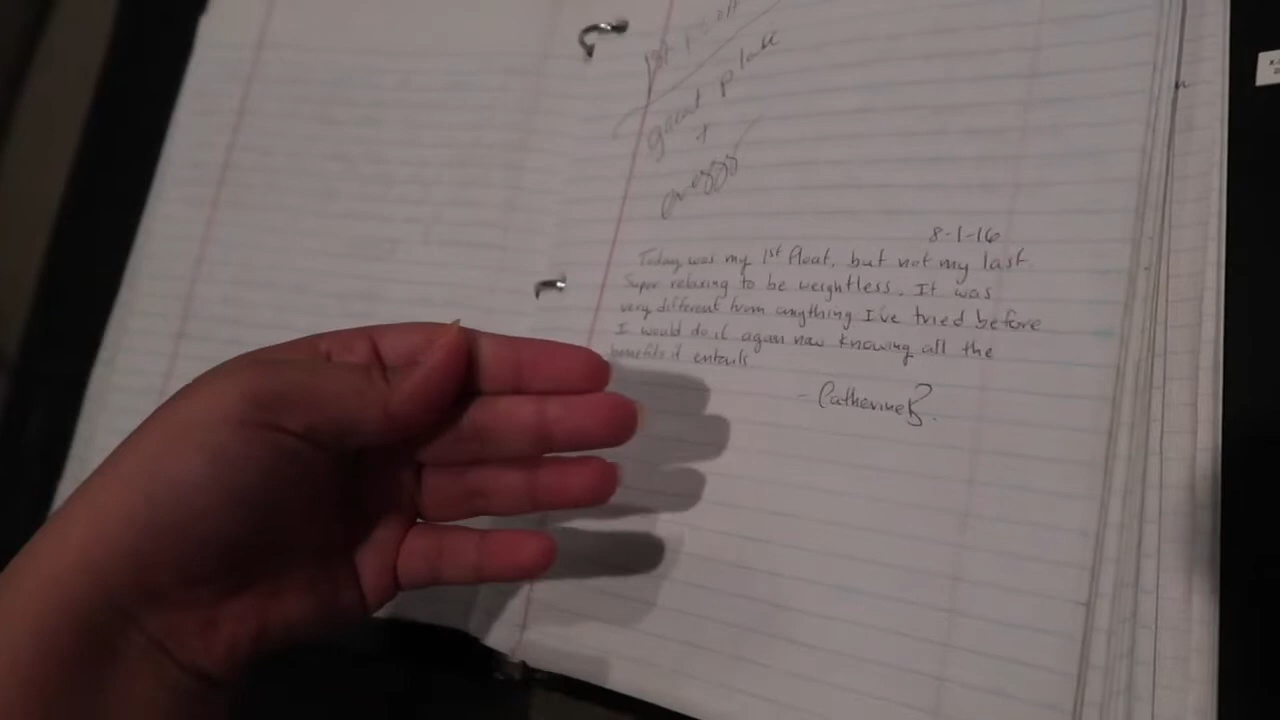 great place
+
8-1-16
Today was my 1st float, but not my last.
Super relaxing to be weightless. It was
very different from anything I've tried before
I would do it again now knowing all the
benefits it entails
- Catherine B.